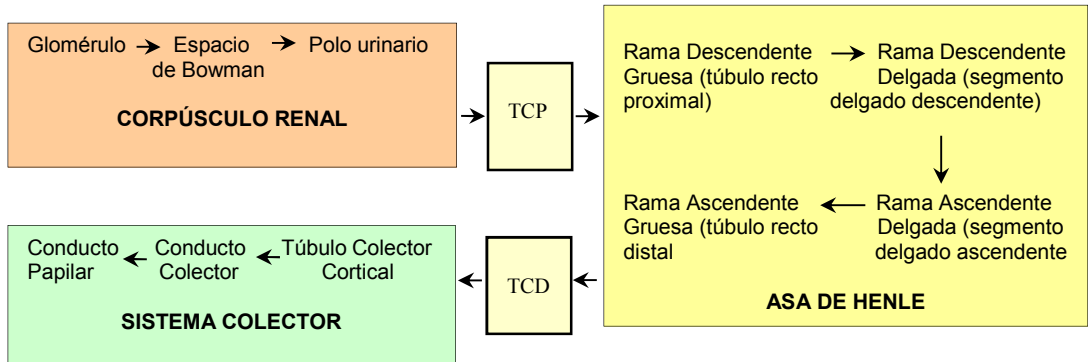 Glomérulo
Espacio
de Bowman
Polo urinario
CORPÚSCULO RENAL
TCP
Rama Descendente
Gruesa (túbulo recto
proximal)
Rama Descendente
Delgada (segmento
delgado descendente)
Rama Ascendente
Delgada (segmento
delgado ascendente
Rama Ascendente
Gruesa (túbulo recto
distal
ASA DE HENLE
TCD
Túbulo Colector
Cortical
Conducto
Colector
Conducto
Papilar
SISTEMA COLECTOR